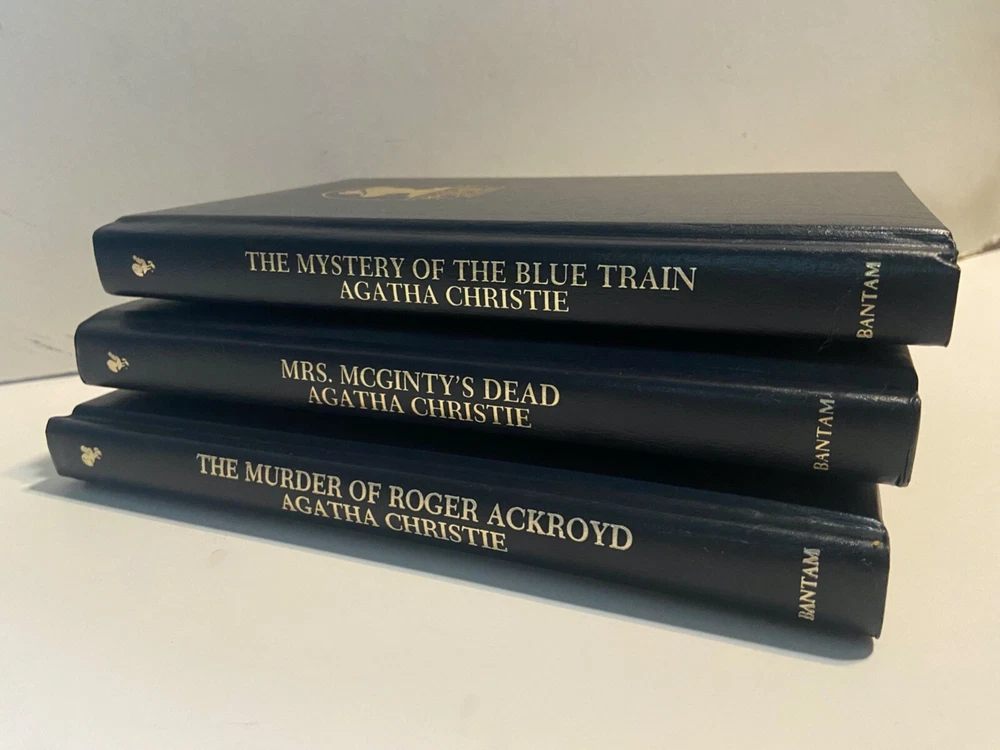 THE MYSTERY OF THE BLUE TRAIN
AGATHA CHRISTIE
BANTAM
MRS. MCGINTY'S DEAD
AGATHA CHRISTIE
BANTAM
THE MURDER OF ROGER ACKROYD
AGATHA CHRISTIE
BANTAM